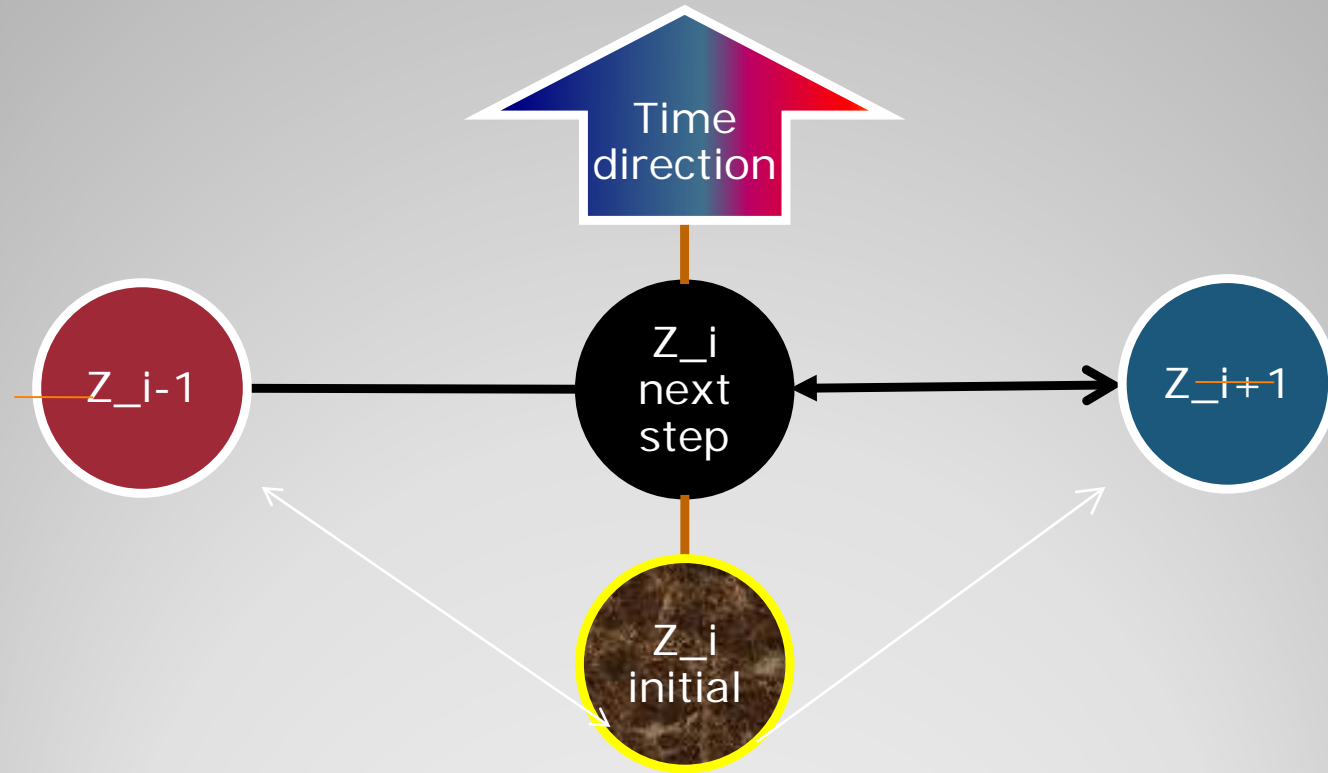 Time
direction
Z_i-1
Z_i
next
step
Z_i+1
Z_i
initial